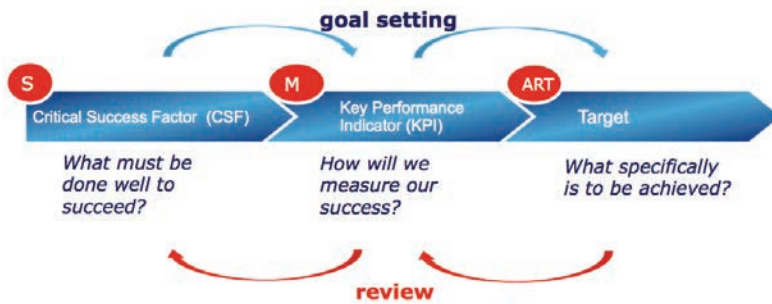 goal setting
S
M
ART
Critical Success Factor (CSF)
Key Performance
Indicator (KPI)
Target
What must be
done well to
succeed?
How will we
measure our
success?
What specifically
is to be achieved?
review